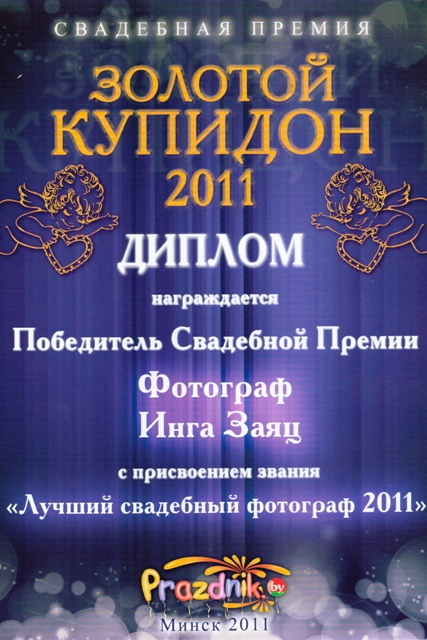 СВАДЕБНАЯ ПРЕМИЯ
ЗОЛОТОЙ
КУПИДОН
2011
ДИПЛОМ
награждается
Победитель Свадебной Премии
Фотограф
Инга Заяц
с присвоением звания
«Лучший свадебный фотограф 2011»
Prazdnik.by
Минск 2011